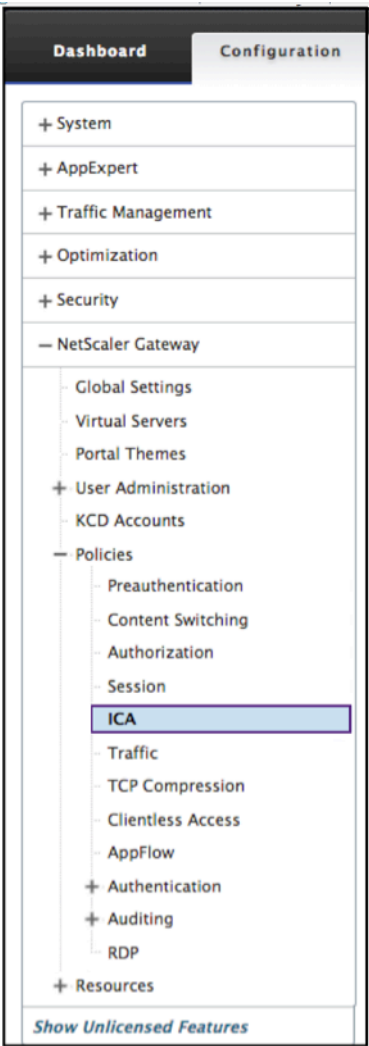 Dashboard Configuration
+ System
+ AppExpert
+ Traffic Management
+ Optimization
+ Security
− NetScaler Gateway
Global Settings
Virtual Servers
Portal Themes
+ User Administration
KCD Accounts
− Policies
Preauthentication
Content Switching
Authorization
Session
ICA
Traffic
TCP Compression
Clientless Access
AppFlow
+ Authentication
+ Auditing
RDP
+ Resources
Show Unlicensed Features